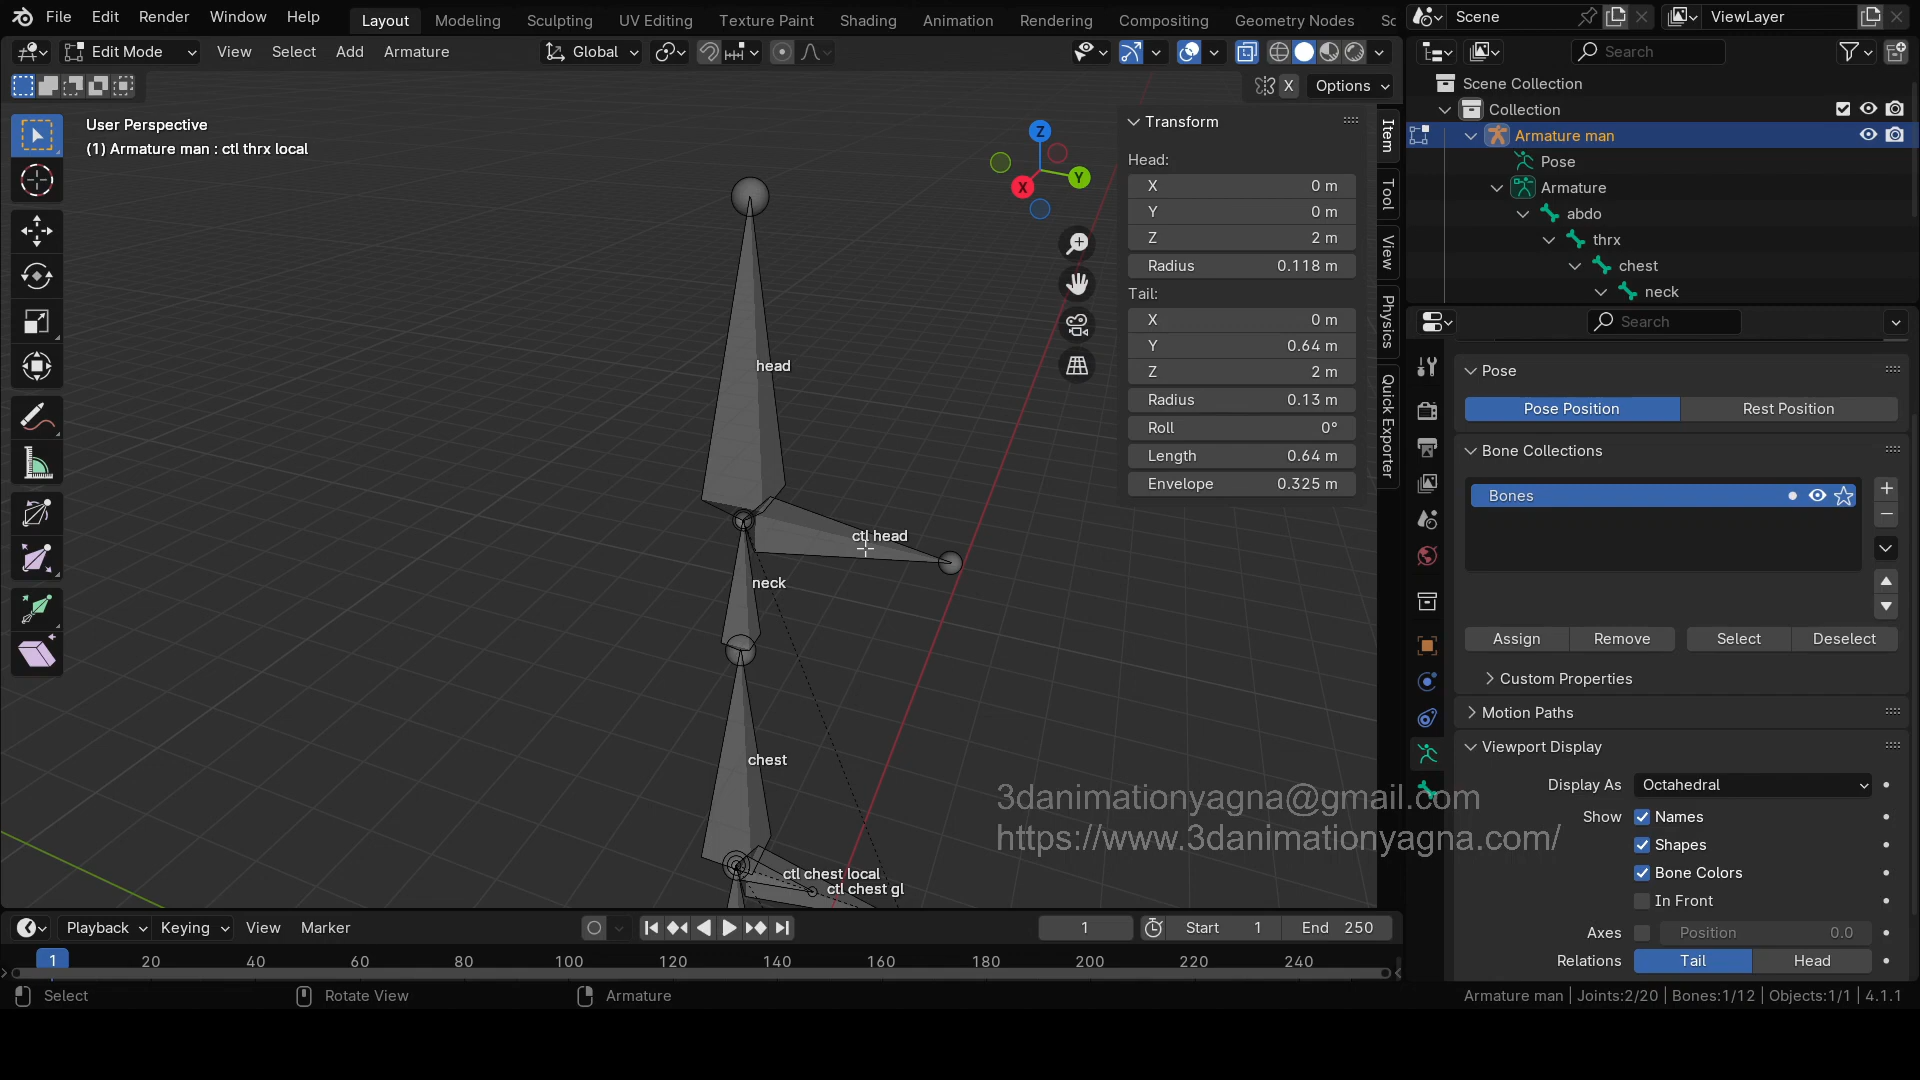 File Edit Render Window Help Layout Modeling Sculpting UV Editing Texture Paint Shading Animation Rendering Compositing Geometry Nodes Sc Scene ViewLayer
Edit Mode View Select Add Armature Global Search
X Options
User Perspective
(1) Armature man : ctl thrx local
Z
Y
X
head
ctl head
neck
chest
ctl chest local
ctl chest gl
Transform
Head:
X 0 m
Y 0 m
Z 2 m
Radius 0.118 m
Tail:
X 0 m
Y 0.64 m
Z 2 m
Radius 0.13 m
Roll 0°
Length 0.64 m
Envelope 0.325 m
Item
Tool
View
Physics
Quick Exporter
Scene Collection
Collection
Armature man
Pose
Armature
abdo
thrx
chest
neck
Search
Pose
Pose Position Rest Position
Bone Collections
Bones
Assign Remove Select Deselect
Custom Properties
Motion Paths
Viewport Display
Display As Octahedral
Show Names
Shapes
Bone Colors
In Front
Axes Position 0.0
Relations Tail Head
3danimationyagna@gmail.com
https://www.3danimationyagna.com/
Playback Keying View Marker 1 Start 1 End 250
1 20 40 60 80 100 120 140 160 180 200 220 240
Select Rotate View Armature Armature man | Joints:2/20 | Bones:1/12 | Objects:1/1 | 4.1.1